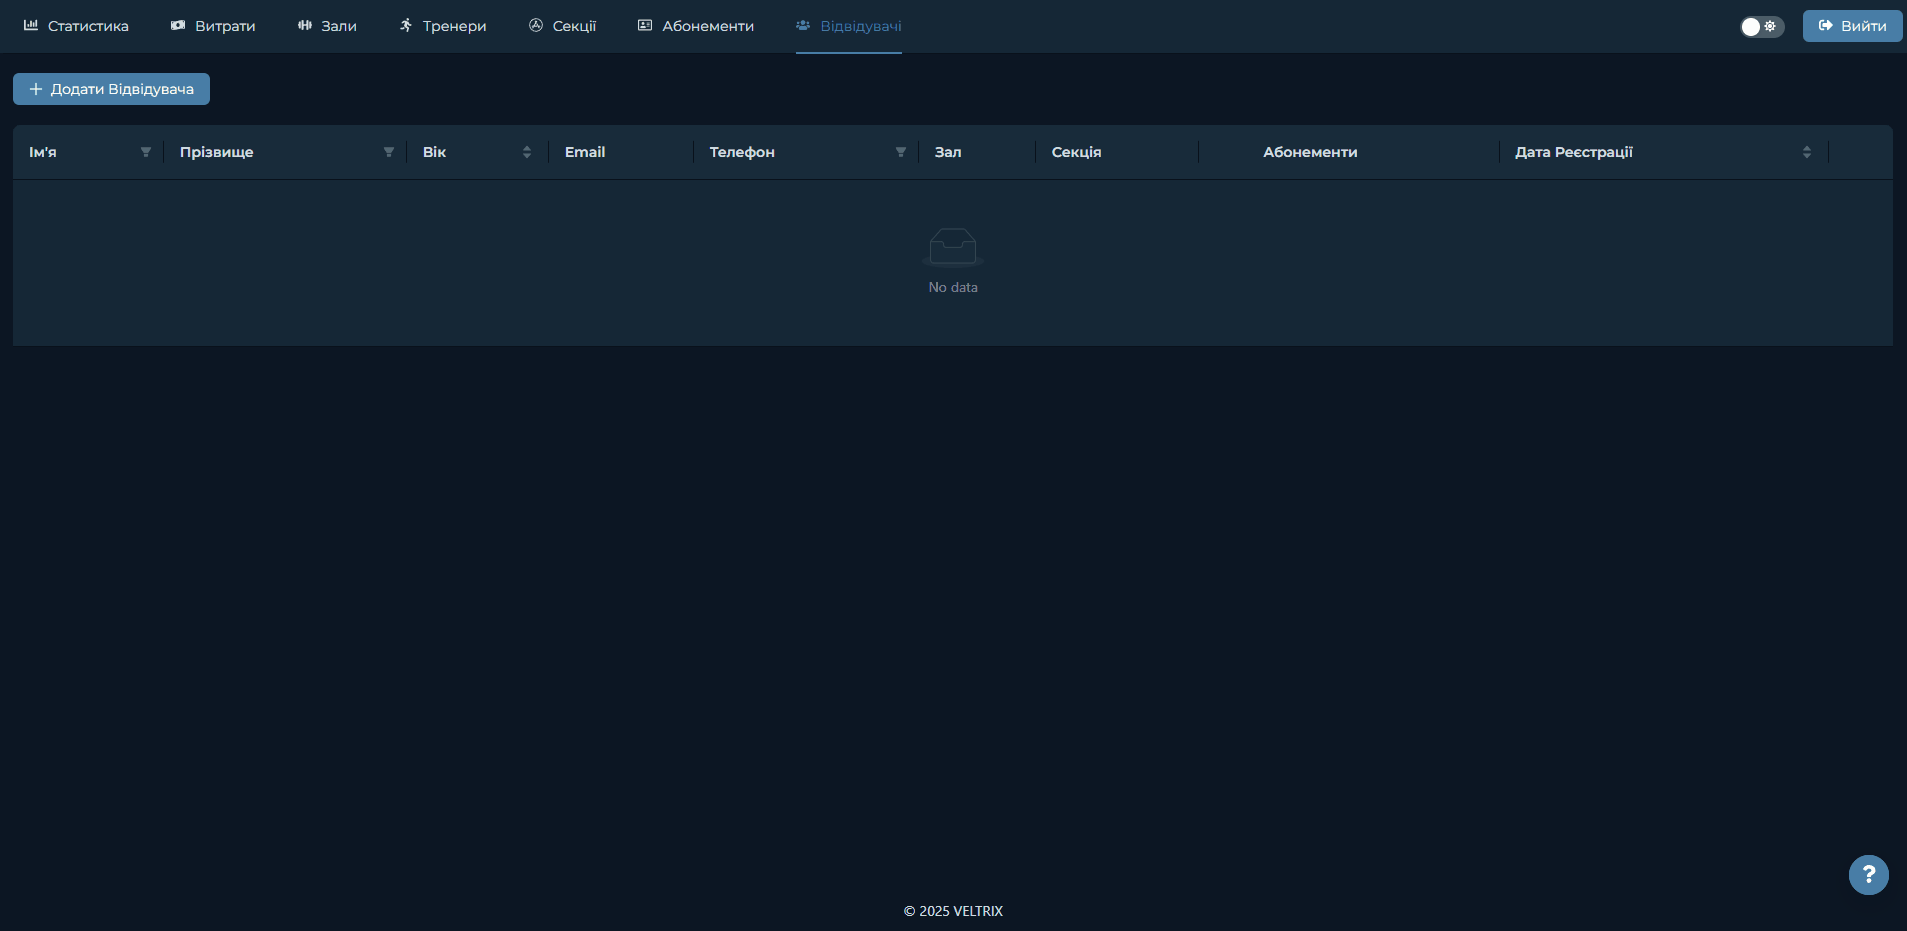 Статистика Витрати Зали Тренери Секції Абонементи Відвідувачі Вийти
Додати Відвідувача
Ім'я Прізвище Вік Email Телефон Зал Секція Абонементи Дата Реєстрації
No data
?
© 2025 VELTRIX